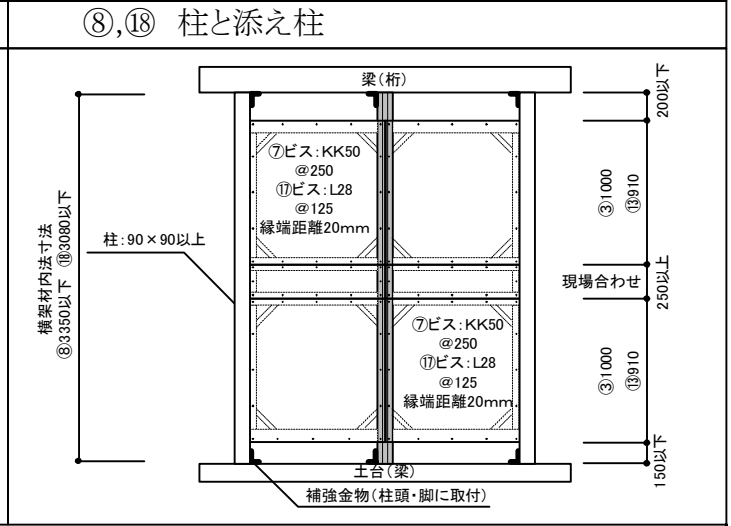 ⑧,⑱ 柱と添え柱
梁(桁)
200以下
⑦ビス:KK50
@250
⑰ビス:L28
@125
縁端距離20mm
③1000
⑬910
横架材内法寸法
⑧3350以下 ⑱3080以下
柱:90×90以上
現場合わせ
250以上
⑦ビス:KK50
@250
⑰ビス:L28
@125
縁端距離20mm
③1000
⑬910
土台(梁)
150以下
補強金物(柱頭・脚に取付)